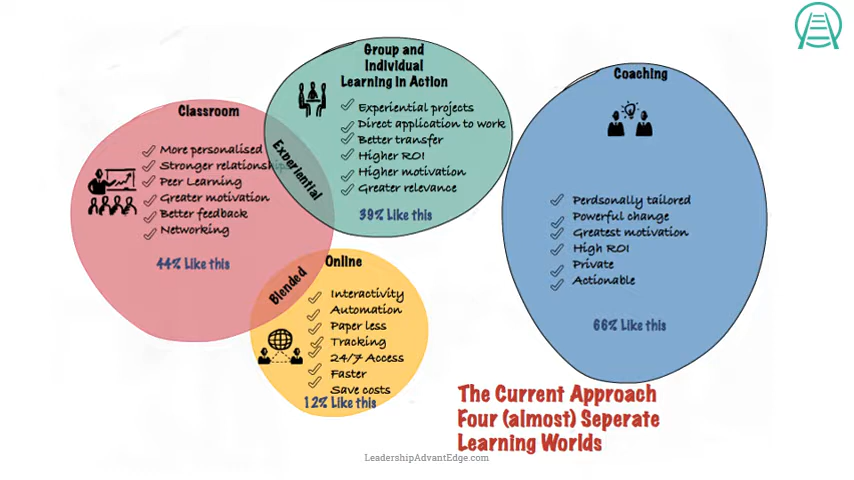 Group and
Individual
Learning in Action
Experiential projects
Direct application to work
Better transfer
Higher ROI
Higher motivation
Greater relevance
39% Like this
Coaching
Perdsonally tailored
Powerful change
Greatest motivation
High ROI
Private
Actionable
66% Like this
Classroom
More personalised
Stronger relationships
Peer Learning
Greater motivation
Better feedback
Networking
44% Like this
Experiential
Blended
Online
Interactivity
Automation
Paper less
Tracking
24/7 Access
Faster
Save costs
12% Like this
The Current Approach
Four (almost) Seperate
Learning Worlds
LeadershipAdvantEdge.com